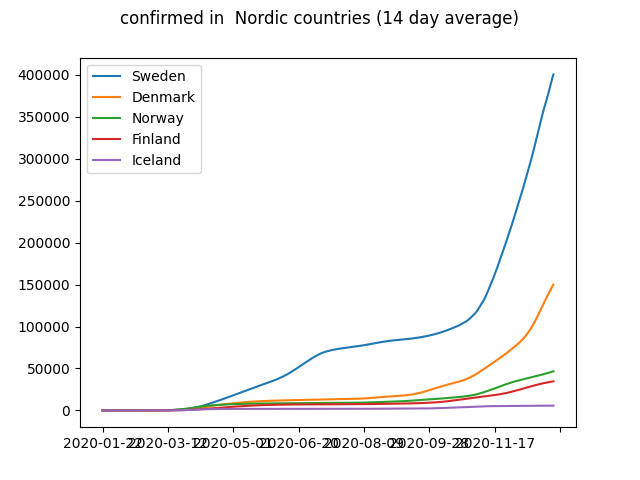 confirmed in  Nordic countries (14 day average)
Sweden
Denmark
Norway
Finland
Iceland
400000
350000
300000
250000
200000
150000
100000
50000
0
2020-01-22 2020-03-12 2020-05-01 2020-06-20 2020-08-09 2020-09-28 2020-11-17